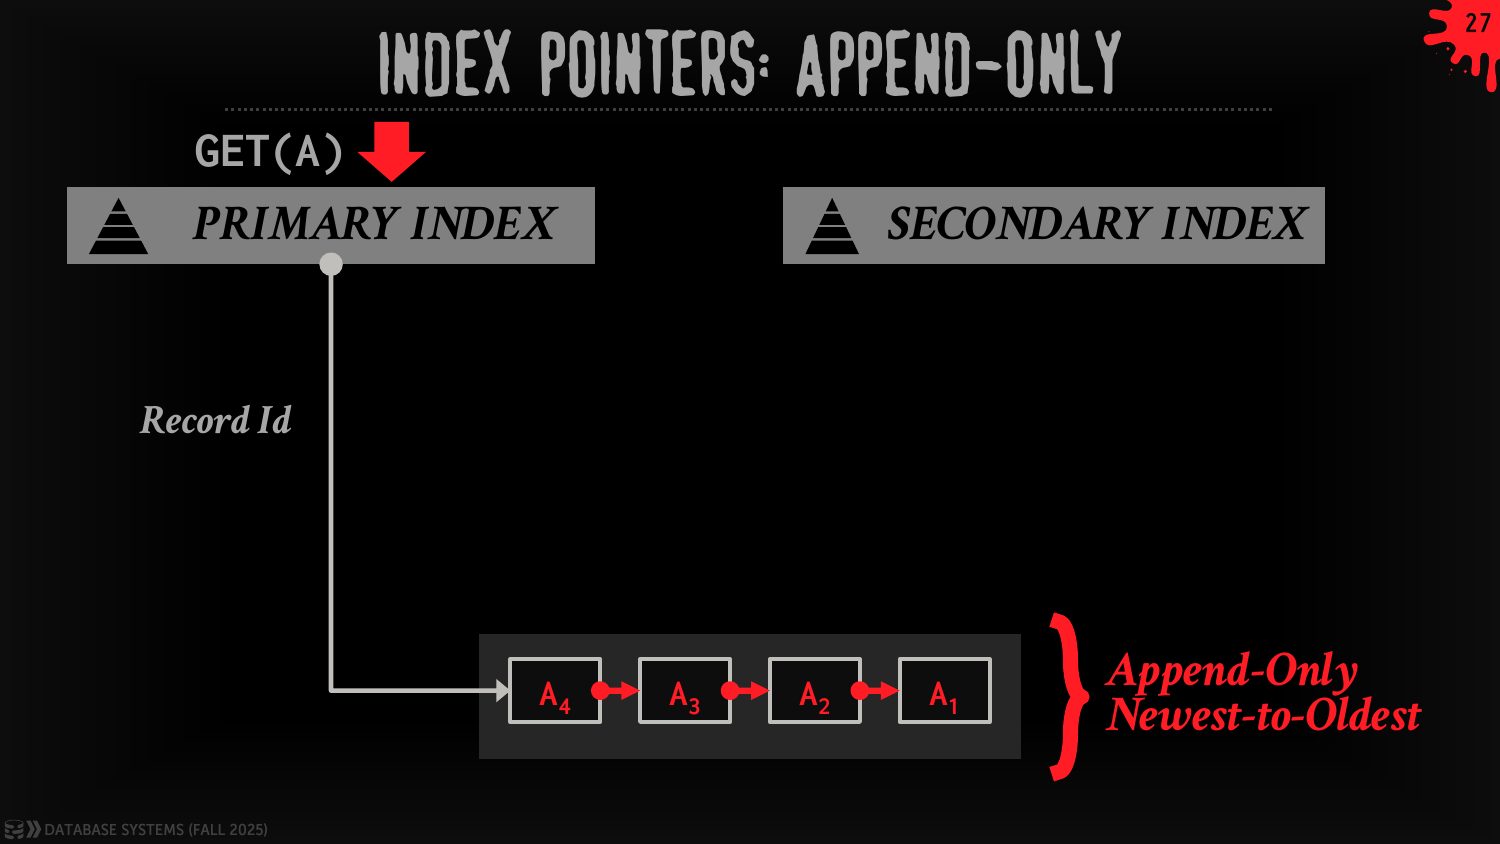 27
INDEX POINTERS: APPEND-ONLY
GET(A)
PRIMARY INDEX
SECONDARY INDEX
Record Id
A4
A3
A2
A1
Append-Only
Newest-to-Oldest
DATABASE SYSTEMS (FALL 2025)